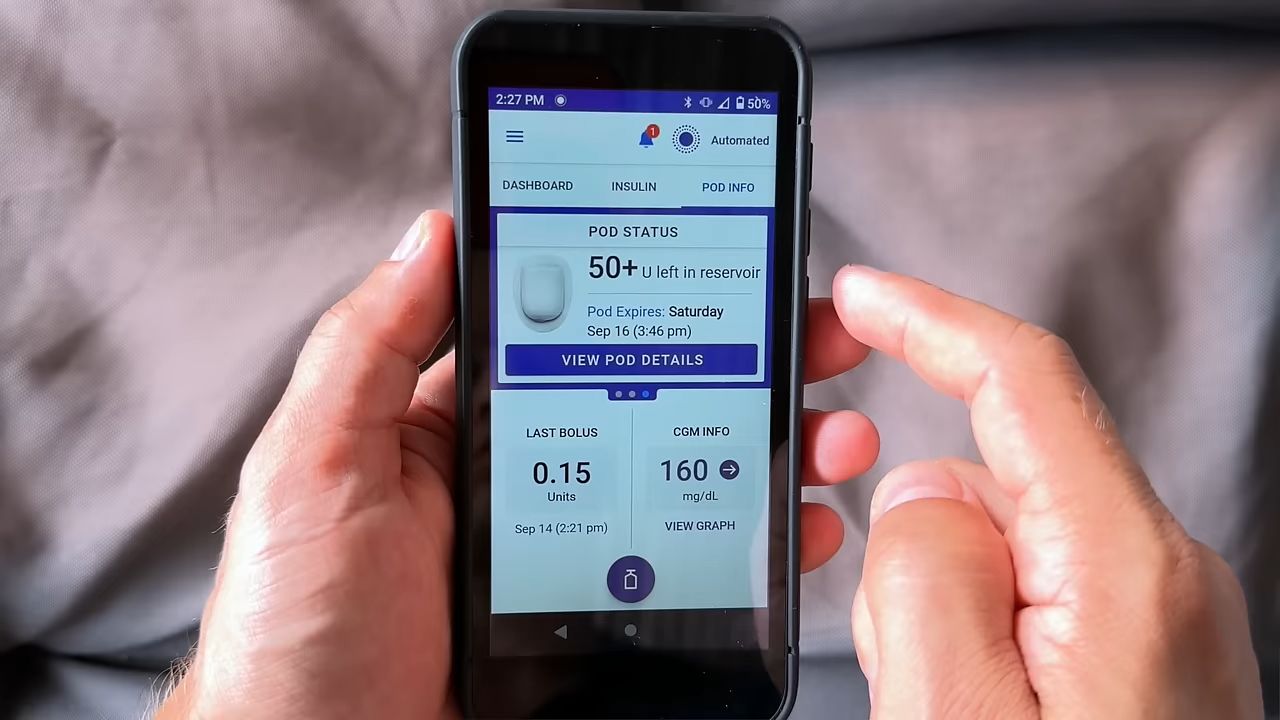 2:27 PM 50%
1
Automated
DASHBOARD INSULIN POD INFO
POD STATUS
50+ U left in reservoir
Pod Expires: Saturday
Sep 16 (3:46 pm)
VIEW POD DETAILS
LAST BOLUS
0.15
Units
Sep 14 (2:21 pm)
CGM INFO
160
mg/dL
VIEW GRAPH